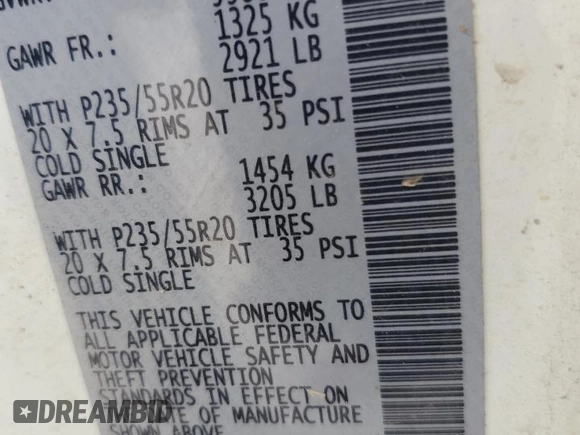 1325 KG
GAWR FR.: 2921 LB
WITH P235/55R20 TIRES
20 X 7.5 RIMS AT 35 PSI
COLD SINGLE
1454 KG
GAWR RR.: 3205 LB
WITH P235/55R20 TIRES
20 X 7.5 RIMS AT 35 PSI
COLD SINGLE
THIS VEHICLE CONFORMS TO
ALL APPLICABLE FEDERAL
MOTOR VEHICLE SAFETY AND
THEFT PREVENTION
STANDARDS IN EFFECT ON
OF MANUFACTURE
SHOWN ABOVE
DREAMBID